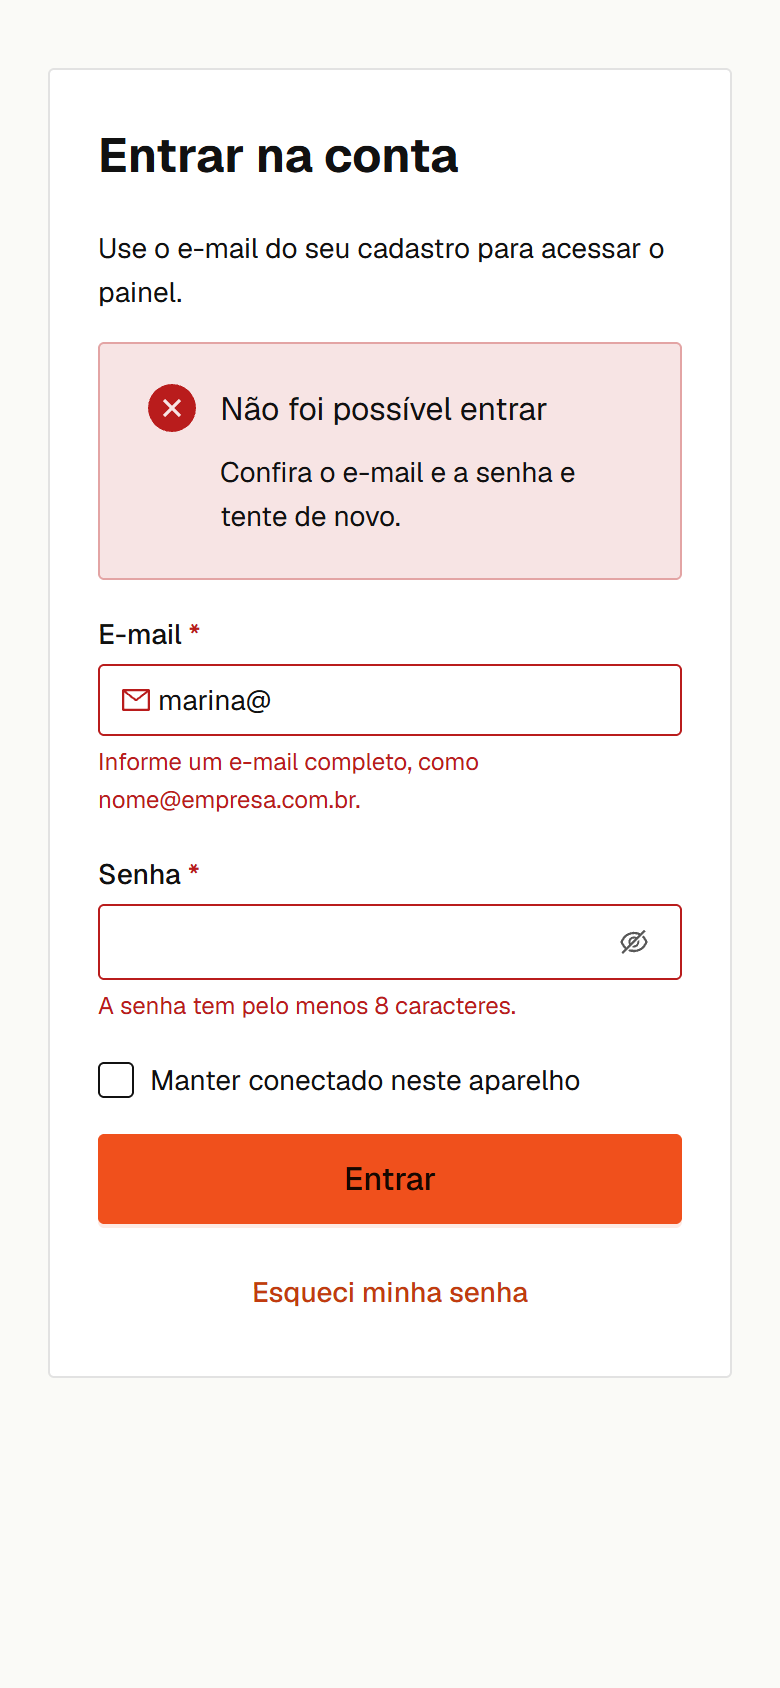 Entrar na conta
Use o e-mail do seu cadastro para acessar o
painel.
Não foi possível entrar
Confira o e-mail e a senha e
tente de novo.
E-mail *
marina@
Informe um e-mail completo, como
nome@empresa.com.br.
Senha *
A senha tem pelo menos 8 caracteres.
Manter conectado neste aparelho
Entrar
Esqueci minha senha